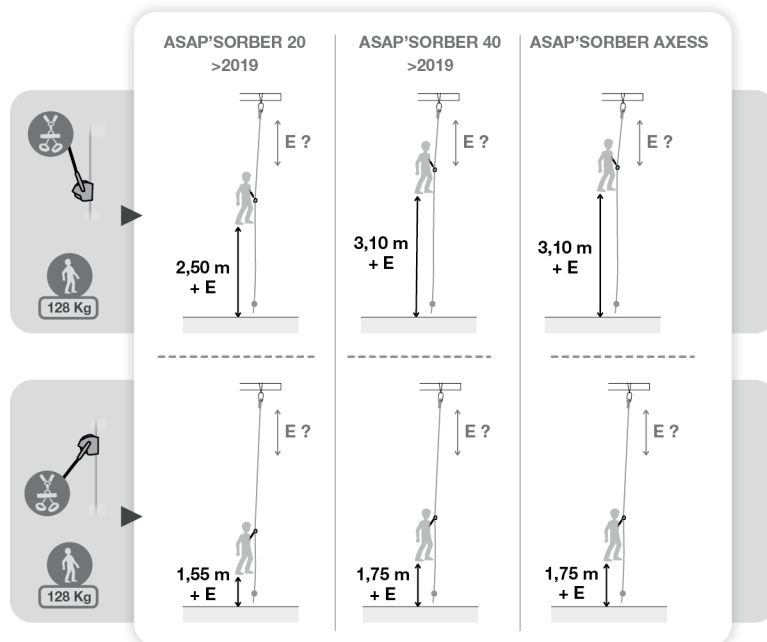 ASAP'SORBER 20
>2019
ASAP'SORBER 40
>2019
ASAP'SORBER AXESS
E ?
E ?
E ?
2,50 m
+ E
3,10 m
+ E
3,10 m
+ E
128 Kg
E ?
E ?
E ?
1,55 m
+ E
1,75 m
+ E
1,75 m
+ E
128 Kg